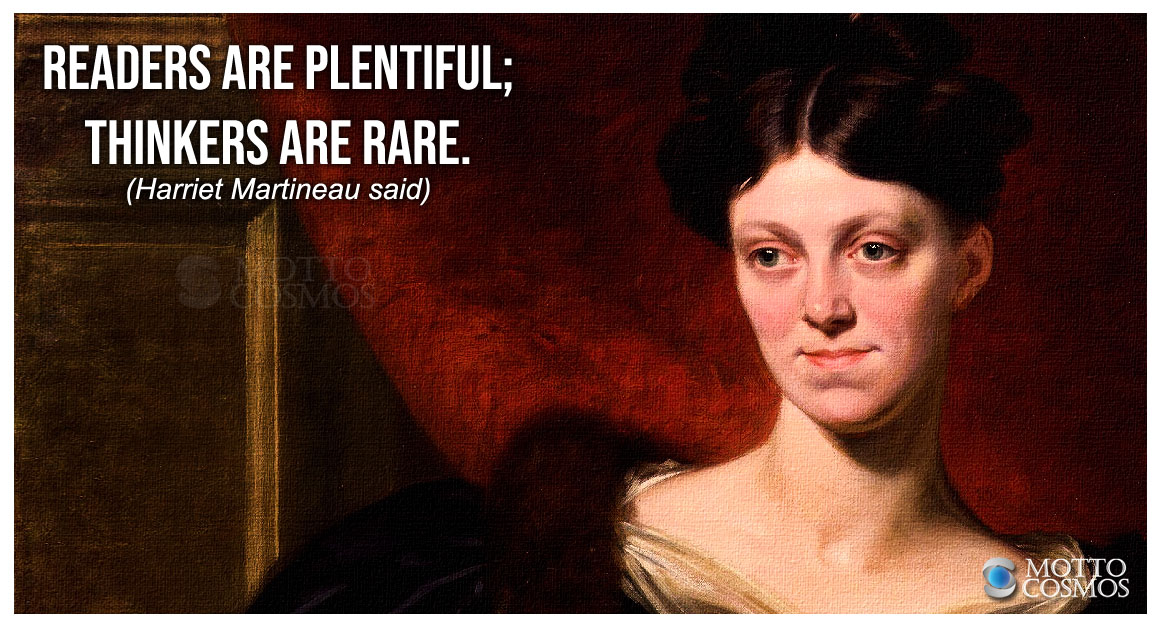 READERS ARE PLENTIFUL;
THINKERS ARE RARE.
(Harriet Martineau said)
MOTTO
COSMOS
MOTTO
COSMOS